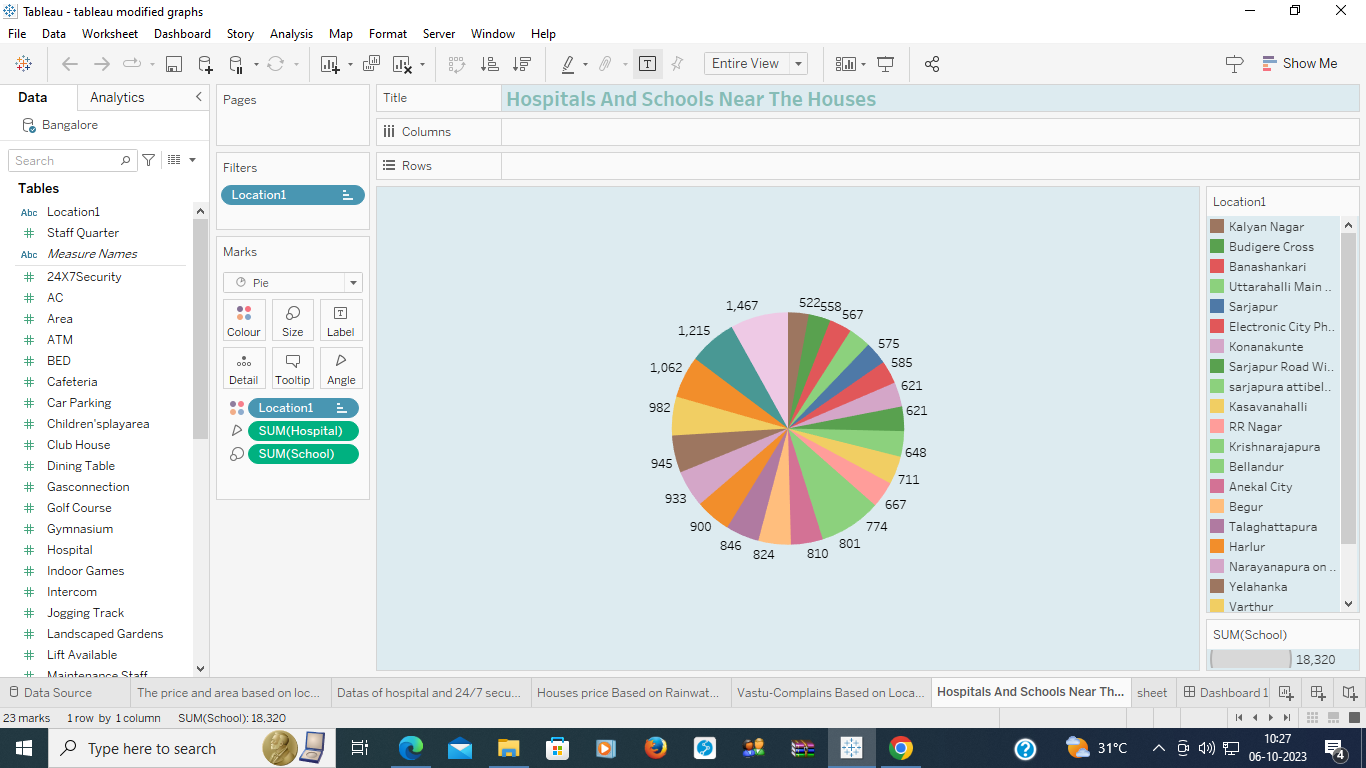 Tableau - tableau modified graphs
File Data Worksheet Dashboard Story Analysis Map Format Server Window Help
Entire View
Show Me
Data Analytics
Bangalore
Search
Tables
Abc Location1
# Staff Quarter
Abc Measure Names
# 24X7Security
# AC
# Area
# ATM
# BED
# Cafeteria
# Car Parking
# Children'splayarea
# Club House
# Dining Table
# Gasconnection
# Golf Course
# Gymnasium
# Hospital
# Indoor Games
# Intercom
# Jogging Track
# Landscaped Gardens
# Lift Available
# Maintenance Staff
Pages
Filters
Location1
Marks
Pie
Colour Size Label
Detail Tooltip Angle
Location1
SUM(Hospital)
SUM(School)
Title Hospitals And Schools Near The Houses
Columns
Rows
1,467 522 558
567
1,215
575
585
1,062
621
982
621
648
945
711
933
667
900
774
846
801
824
810
Location1
Kalyan Nagar
Budigere Cross
Banashankari
Uttarahalli Main ..
Sarjapur
Electronic City Ph..
Konanakunte
Sarjapur Road Wi..
sarjapura attibel..
Kasavanahalli
RR Nagar
Krishnarajapura
Bellandur
Anekal City
Begur
Talaghattapura
Harlur
Narayanapura on ..
Yelahanka
Varthur
SUM(School)
18,320
Data Source The price and area based on loc... Datas of hospital and 24/7 secu... Houses price Based on Rainwat... Vastu-Complains Based on Loca... Hospitals And Schools Near Th... sheet Dashboard 1
23 marks 1 row by 1 column SUM(School): 18,320
Type here to search
31°C
10:27
06-10-2023
4